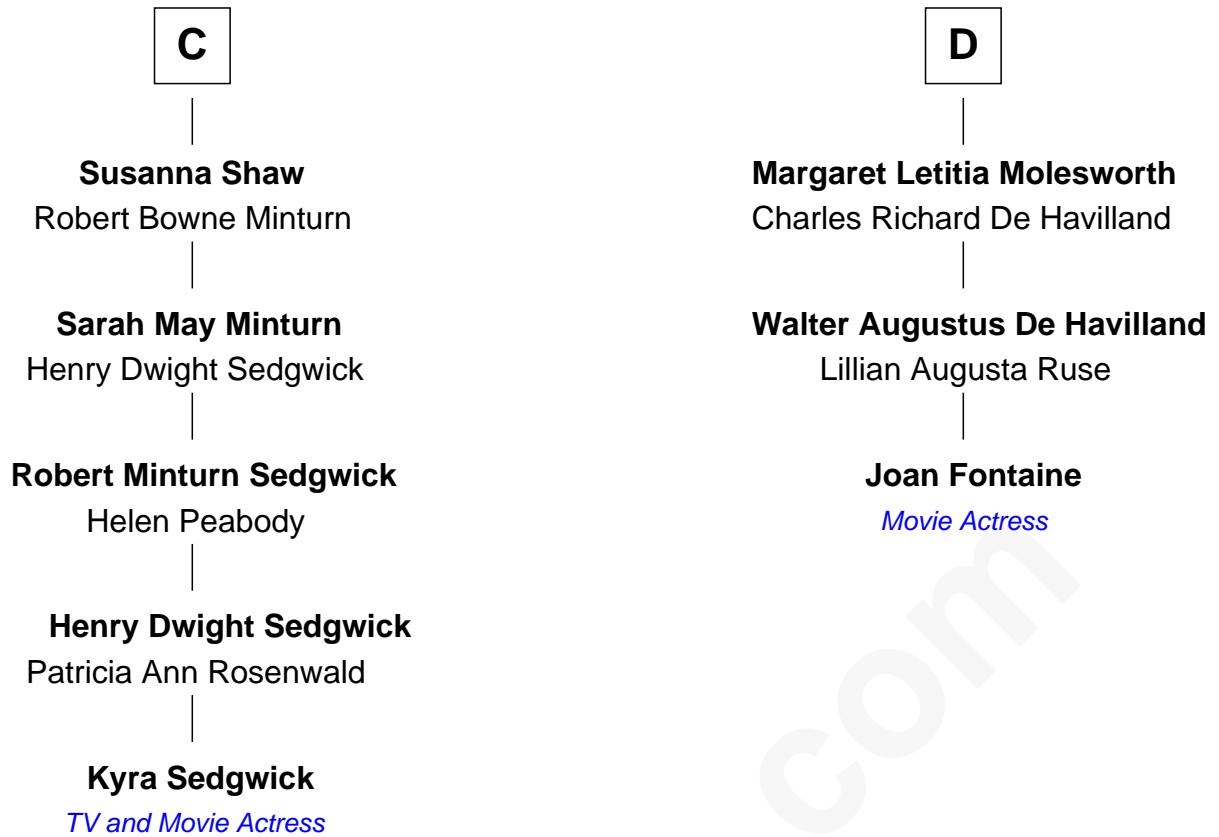 C
Susanna Shaw
Robert Bowne Minturn
Sarah May Minturn
Henry Dwight Sedgwick
Robert Minturn Sedgwick
Helen Peabody
Henry Dwight Sedgwick
Patricia Ann Rosenwald
Kyra Sedgwick
TV and Movie Actress
D
Margaret Letitia Molesworth
Charles Richard De Havilland
Walter Augustus De Havilland
Lillian Augusta Ruse
Joan Fontaine
Movie Actress
com